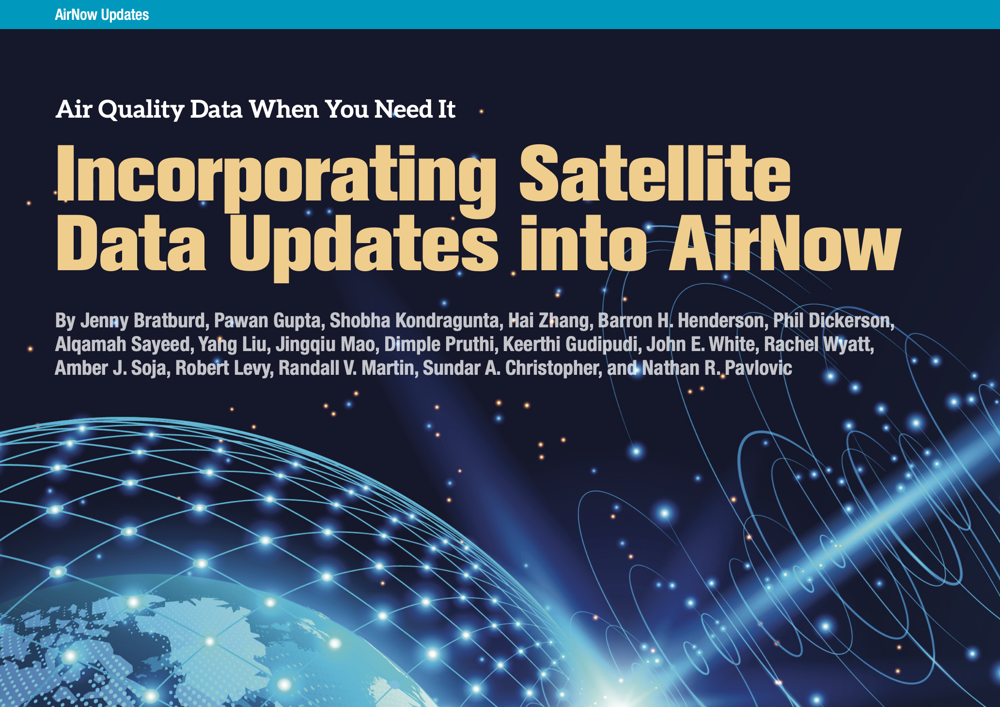 AirNow Updates
Air Quality Data When You Need It
Incorporating Satellite
Data Updates into AirNow
By Jenny Bratburd, Pawan Gupta, Shobha Kondragunta, Hai Zhang, Barron H. Henderson, Phil Dickerson,
Alqamah Sayeed, Yang Liu, Jingqiu Mao, Dimple Pruthi, Keerthi Gudipudi, John E. White, Rachel Wyatt,
Amber J. Soja, Robert Levy, Randall V. Martin, Sundar A. Christopher, and Nathan R. Pavlovic